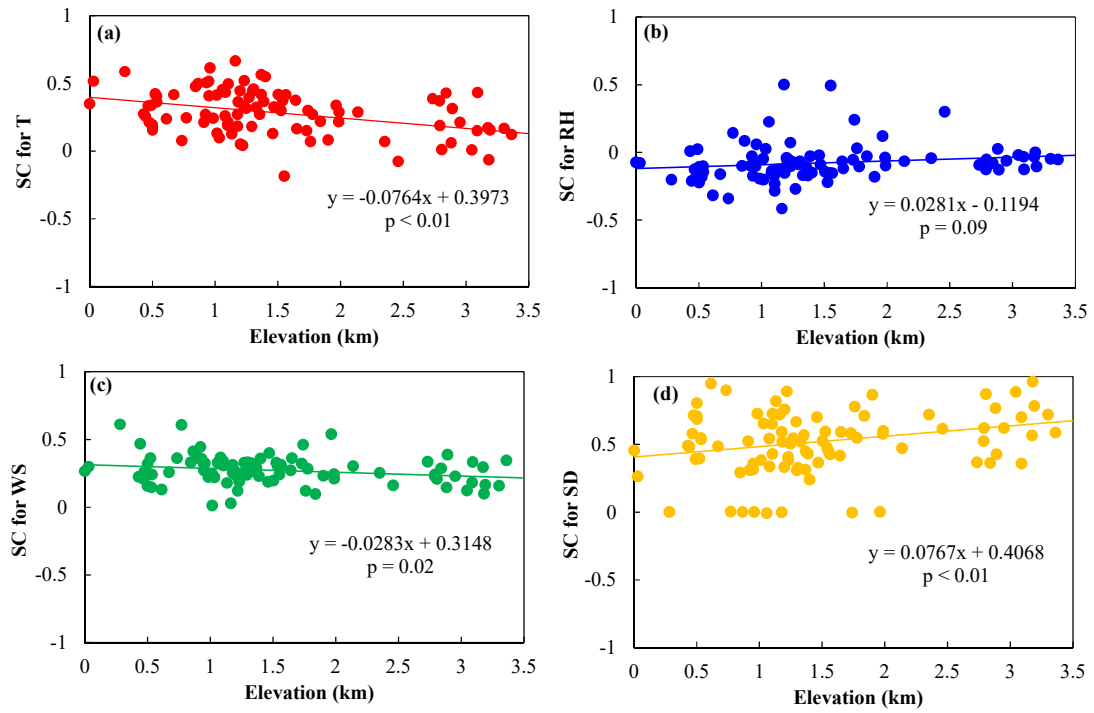 (a)
SC for T
1
0.5
0
-0.5
-1
y = -0.0764x + 0.3973
p < 0.01
0 0.5 1 1.5 2 2.5 3 3.5
Elevation (km)
(b)
SC for RH
1
0.5
0
-0.5
-1
y = 0.0281x - 0.1194
p = 0.09
0 0.5 1 1.5 2 2.5 3 3.5
Elevation (km)
(c)
SC for WS
1
0.5
0
-0.5
-1
y = -0.0283x + 0.3148
p = 0.02
0 0.5 1 1.5 2 2.5 3 3.5
Elevation (km)
(d)
SC for SD
1
0.5
0
-0.5
-1
y = 0.0767x + 0.4068
p < 0.01
0 0.5 1 1.5 2 2.5 3 3.5
Elevation (km)